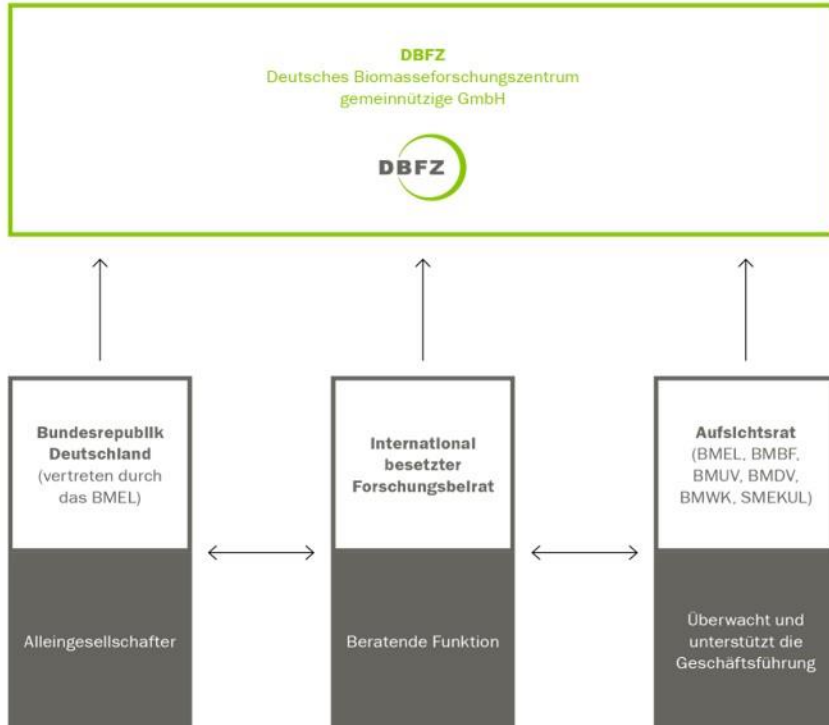 DBFZ
Deutsches Biomasseforschungszentrum
gemeinnützige GmbH
DBFZ
Bundesrepublik
Deutschland
(vertreten durch
das BMEL)
Alleingesellschafter
International
besetzter
Forschungsbeirat
Beratende Funktion
Aufsichtsrat
(BMEL, BMBF,
BMUV, BMDV,
BMWK, SMEKUL)
Überwacht und
unterstützt die
Geschäftsführung